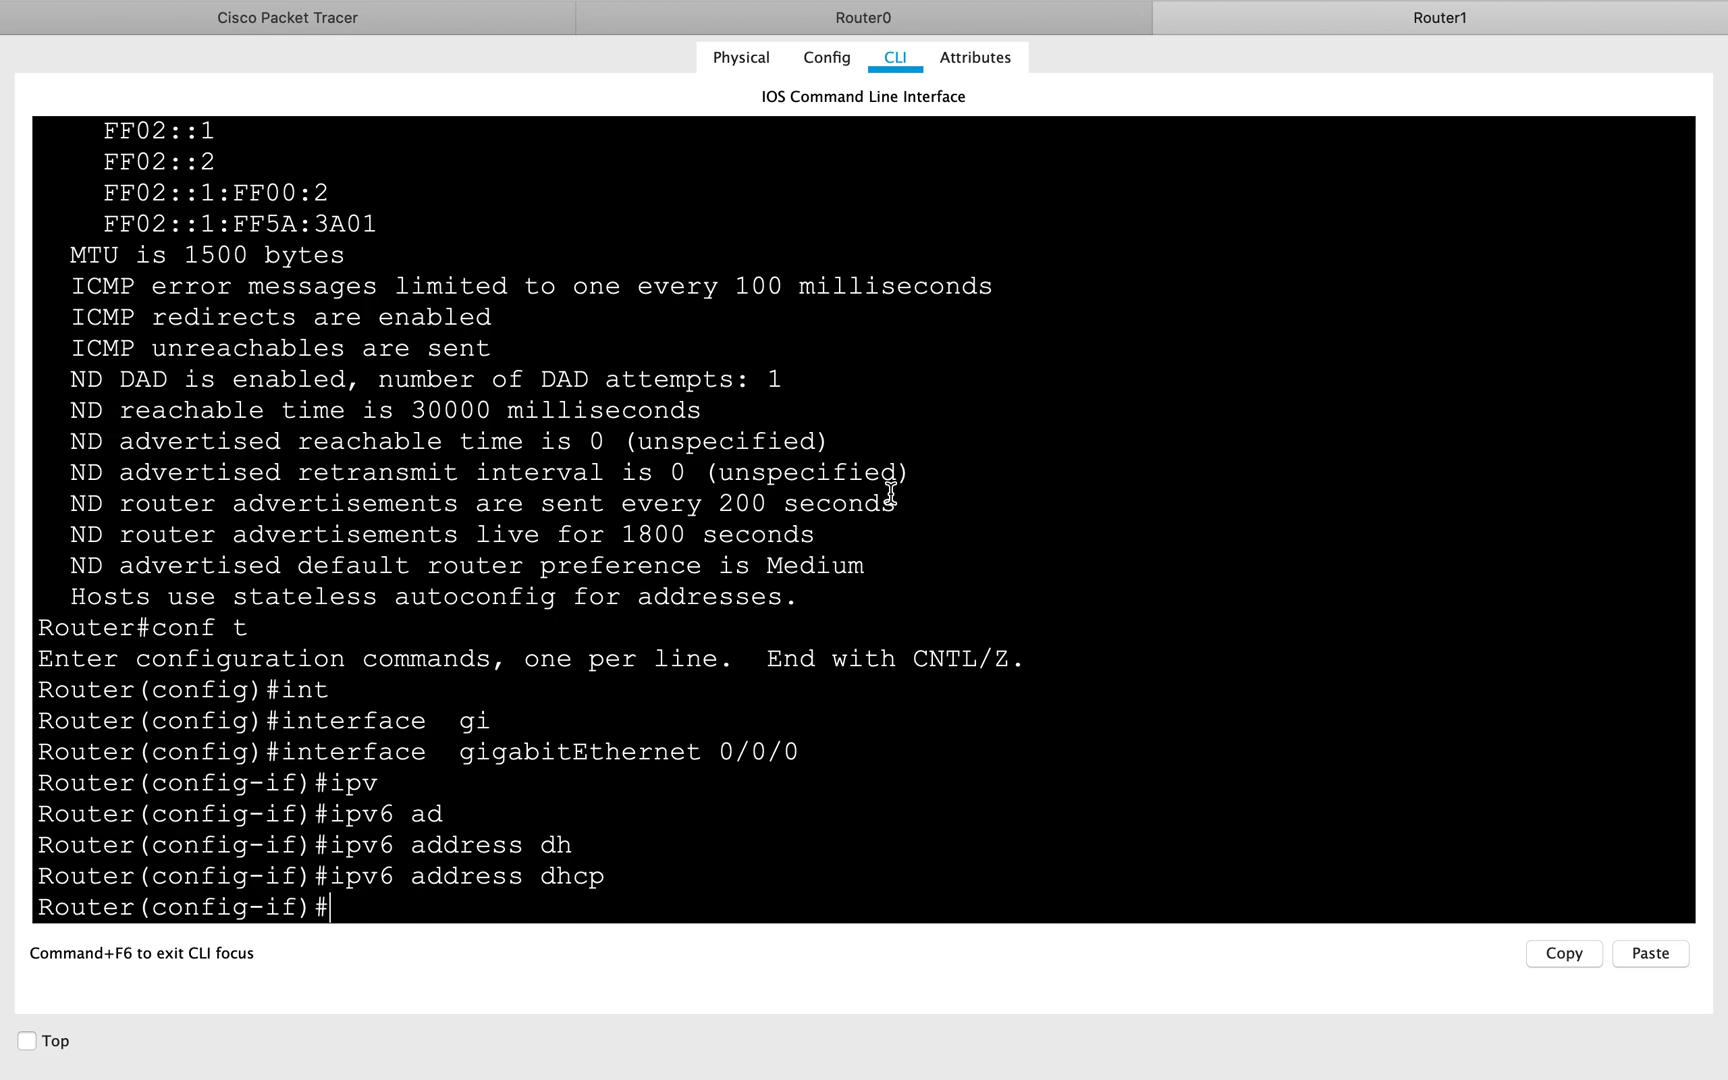 Cisco Packet Tracer
Router0
Router1
Physical
Config
CLI
Attributes
IOS Command Line Interface
FF02::1
FF02::2
FF02::1:FF00:2
FF02::1:FF5A:3A01
MTU is 1500 bytes
ICMP error messages limited to one every 100 milliseconds
ICMP redirects are enabled
ICMP unreachables are sent
ND DAD is enabled, number of DAD attempts: 1
ND reachable time is 30000 milliseconds
ND advertised reachable time is 0 (unspecified)
ND advertised retransmit interval is 0 (unspecified)
ND router advertisements are sent every 200 seconds
ND router advertisements live for 1800 seconds
ND advertised default router preference is Medium
Hosts use stateless autoconfig for addresses.
Router#conf t
Enter configuration commands, one per line.  End with CNTL/Z.
Router(config)#int
Router(config)#interface  gi
Router(config)#interface  gigabitEthernet 0/0/0
Router(config-if)#ipv
Router(config-if)#ipv6 ad
Router(config-if)#ipv6 address dh
Router(config-if)#ipv6 address dhcp
Router(config-if)#
Command+F6 to exit CLI focus
Copy
Paste
Top